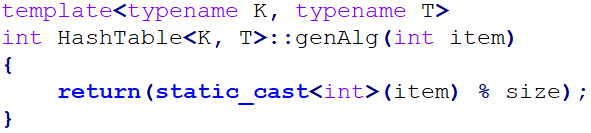 template<typename K, typename T>
int HashTable<K, T>::genAlg(int item)
{
    return(static_cast<int>(item) % size);
}